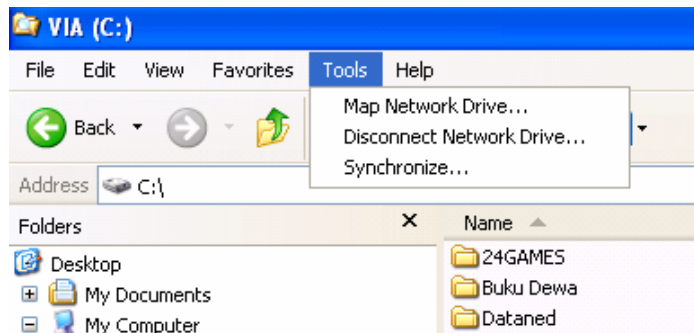 VIA (C:)
File Edit View Favorites Tools Help
Map Network Drive...
Disconnect Network Drive...
Synchronize...
Back
Address C:\
Folders
Desktop
My Documents
My Computer
Name
24GAMES
Buku Dewa
Dataned